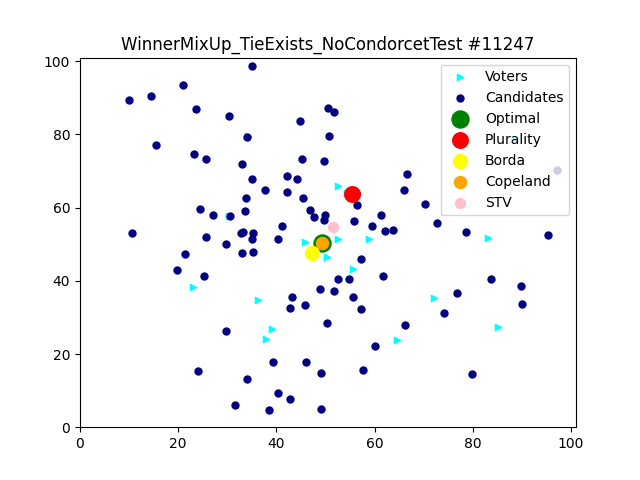 WinnerMixUp_TieExists_NoCondorcetTest #11247
100
80
60
40
20
0
0 20 40 60 80 100
Voters
Candidates
Optimal
Plurality
Borda
Copeland
STV